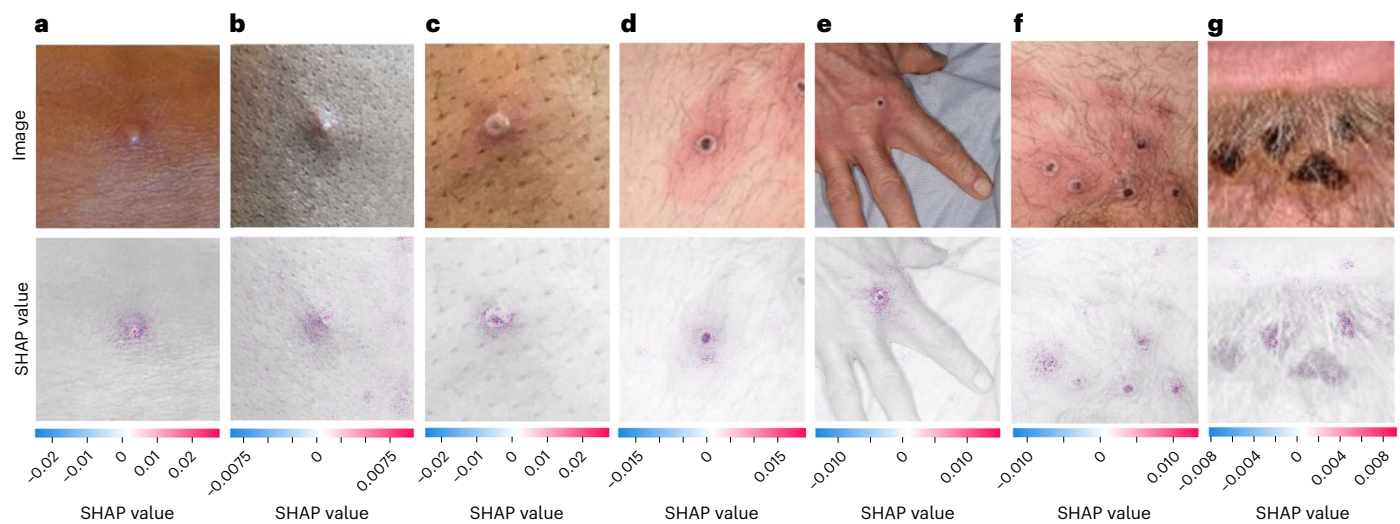 a b c d e f g
Image
SHAP value
−0.02 −0.01 0 0.01 0.02 −0.0075 0 0.0075 −0.02 −0.01 0 0.01 0.02 −0.015 0 0.015 −0.010 0 0.010 −0.010 0 0.010 −0.008 −0.004 0 0.004 0.008
SHAP value SHAP value SHAP value SHAP value SHAP value SHAP value SHAP value